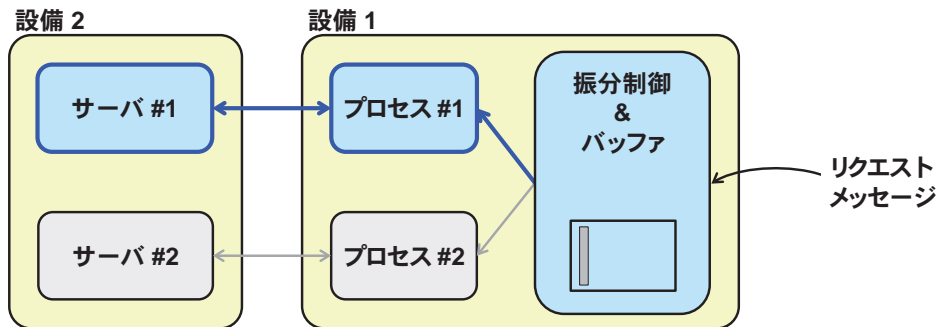 設備 2
設備 1
サーバ #1
プロセス #1
振分制御
&
バッファ
リクエスト
メッセージ
サーバ #2
プロセス #2